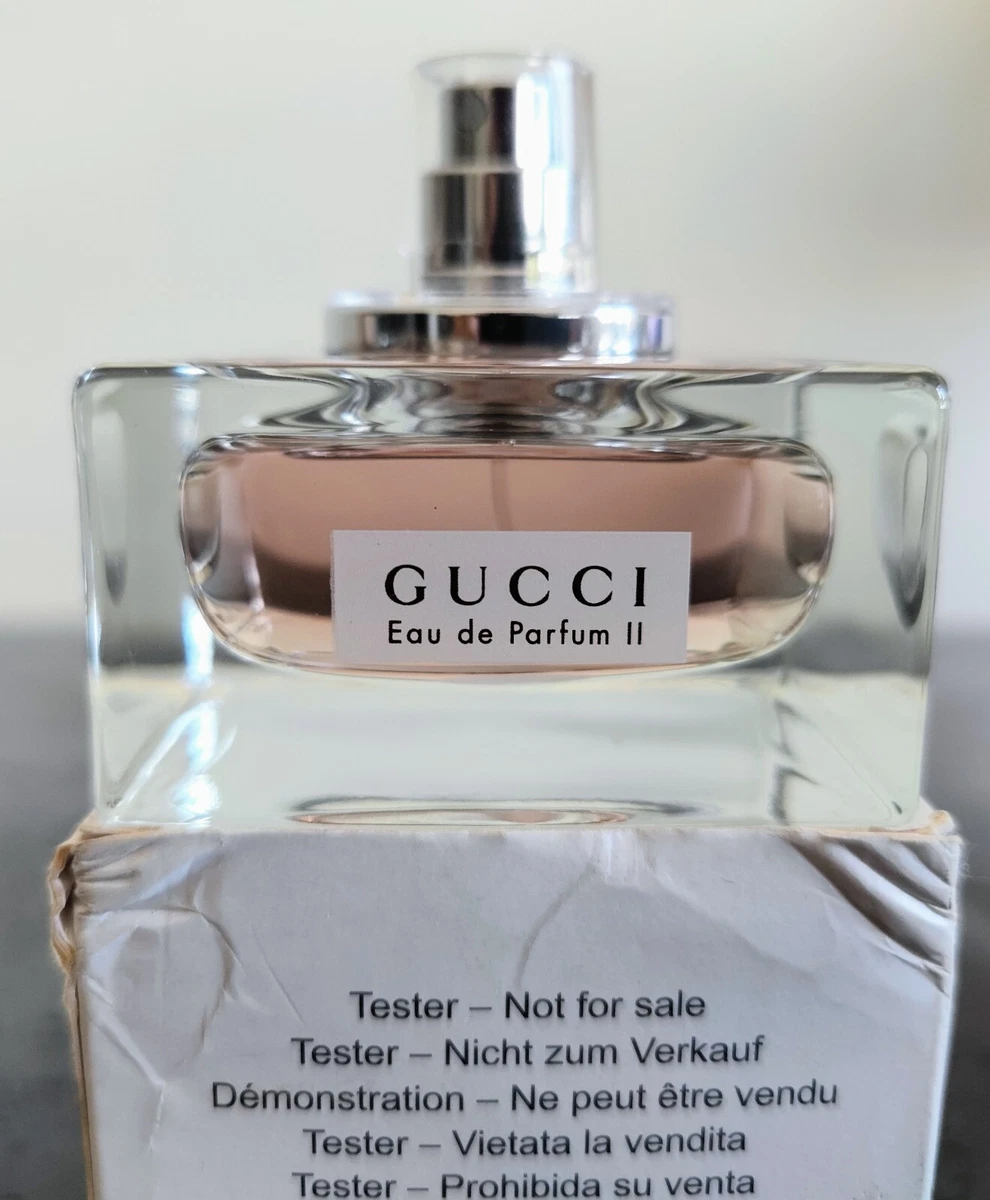 GUCCI
Eau de Parfum II
Tester – Not for sale
Tester – Nicht zum Verkauf
Démonstration – Ne peut être vendu
Tester – Vietata la vendita
Tester – Prohibida su venta